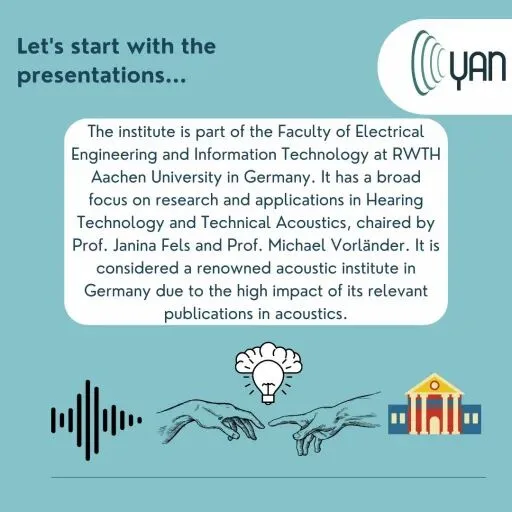 Let's start with the
presentations...
YAN
The institute is part of the Faculty of Electrical
Engineering and Information Technology at RWTH
Aachen University in Germany. It has a broad
focus on research and applications in Hearing
Technology and Technical Acoustics, chaired by
Prof. Janina Fels and Prof. Michael Vorländer. It is
considered a renowned acoustic institute in
Germany due to the high impact of its relevant
publications in acoustics.